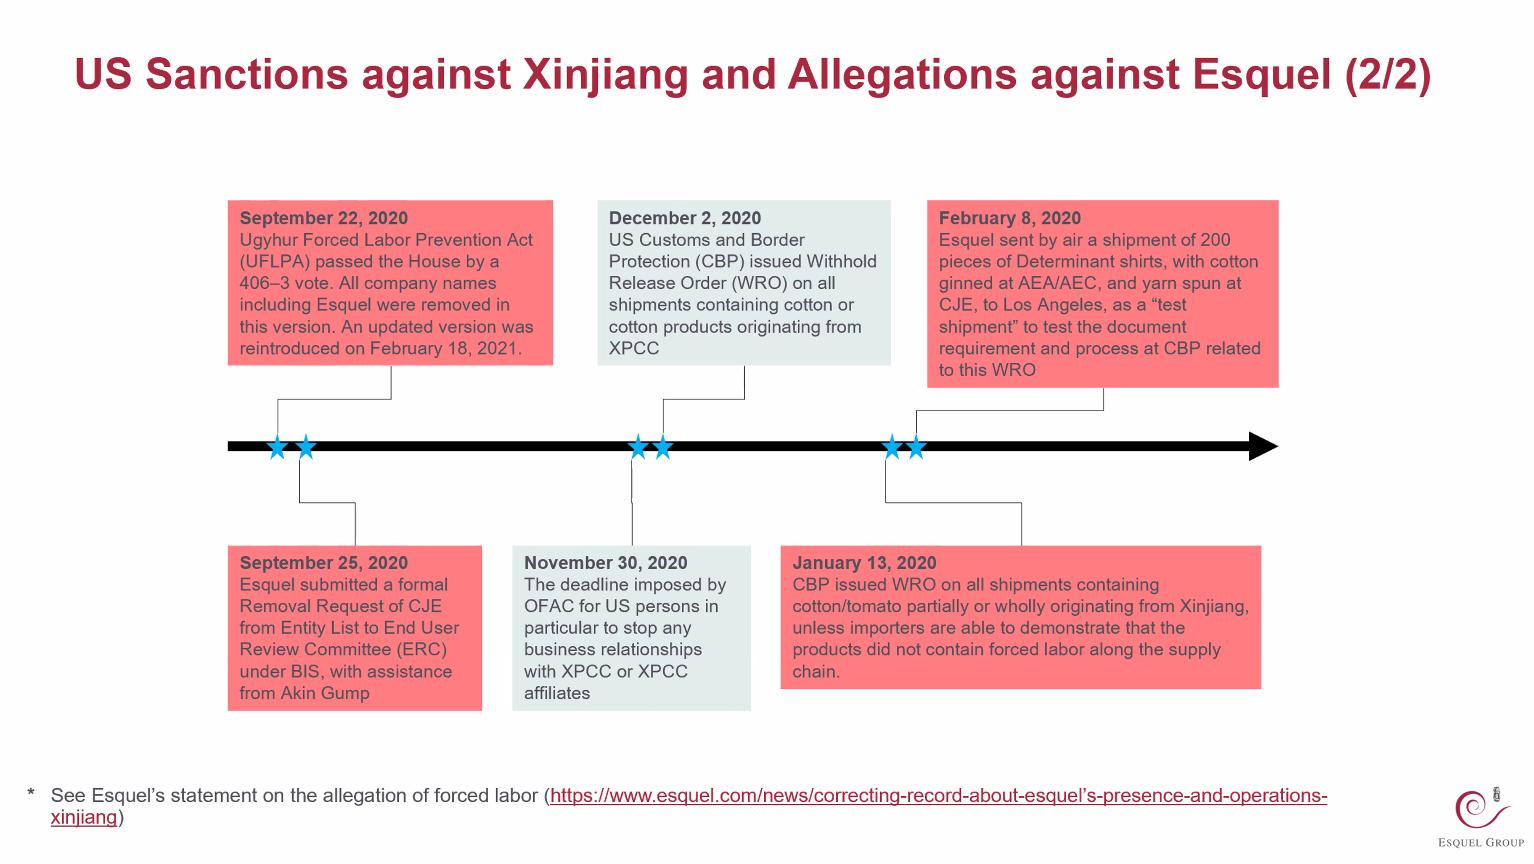 US Sanctions against Xinjiang and Allegations against Esquel (2/2)
September 22, 2020
Ugyhur Forced Labor Prevention Act
(UFLPA) passed the House by a
406–3 vote. All company names
including Esquel were removed in
this version. An updated version was
reintroduced on February 18, 2021.
December 2, 2020
US Customs and Border
Protection (CBP) issued Withhold
Release Order (WRO) on all
shipments containing cotton or
cotton products originating from
XPCC
February 8, 2020
Esquel sent by air a shipment of 200
pieces of Determinant shirts, with cotton
ginned at AEA/AEC, and yarn spun at
CJE, to Los Angeles, as a “test
shipment” to test the document
requirement and process at CBP related
to this WRO
September 25, 2020
Esquel submitted a formal
Removal Request of CJE
from Entity List to End User
Review Committee (ERC)
under BIS, with assistance
from Akin Gump
November 30, 2020
The deadline imposed by
OFAC for US persons in
particular to stop any
business relationships
with XPCC or XPCC
affiliates
January 13, 2020
CBP issued WRO on all shipments containing
cotton/tomato partially or wholly originating from Xinjiang,
unless importers are able to demonstrate that the
products did not contain forced labor along the supply
chain.
* See Esquel’s statement on the allegation of forced labor (https://www.esquel.com/news/correcting-record-about-esquel’s-presence-and-operations-
xinjiang)
ESQUEL GROUP